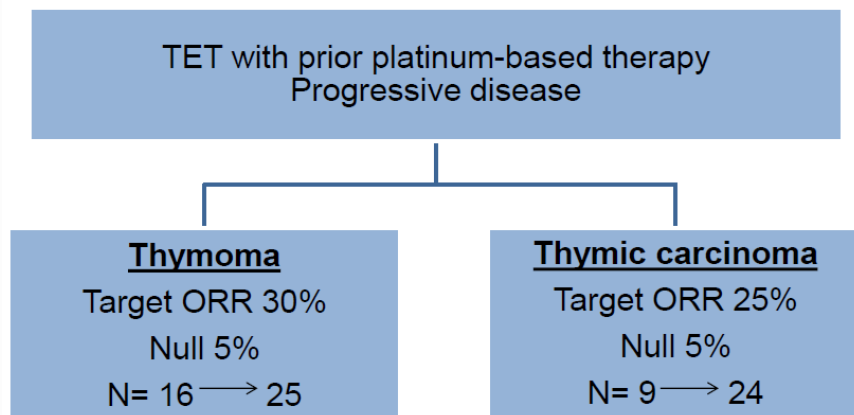 TET with prior platinum-based therapy
Progressive disease
Thymoma
Target ORR 30%
Null 5%
N= 16 → 25
Thymic carcinoma
Target ORR 25%
Null 5%
N= 9 → 24